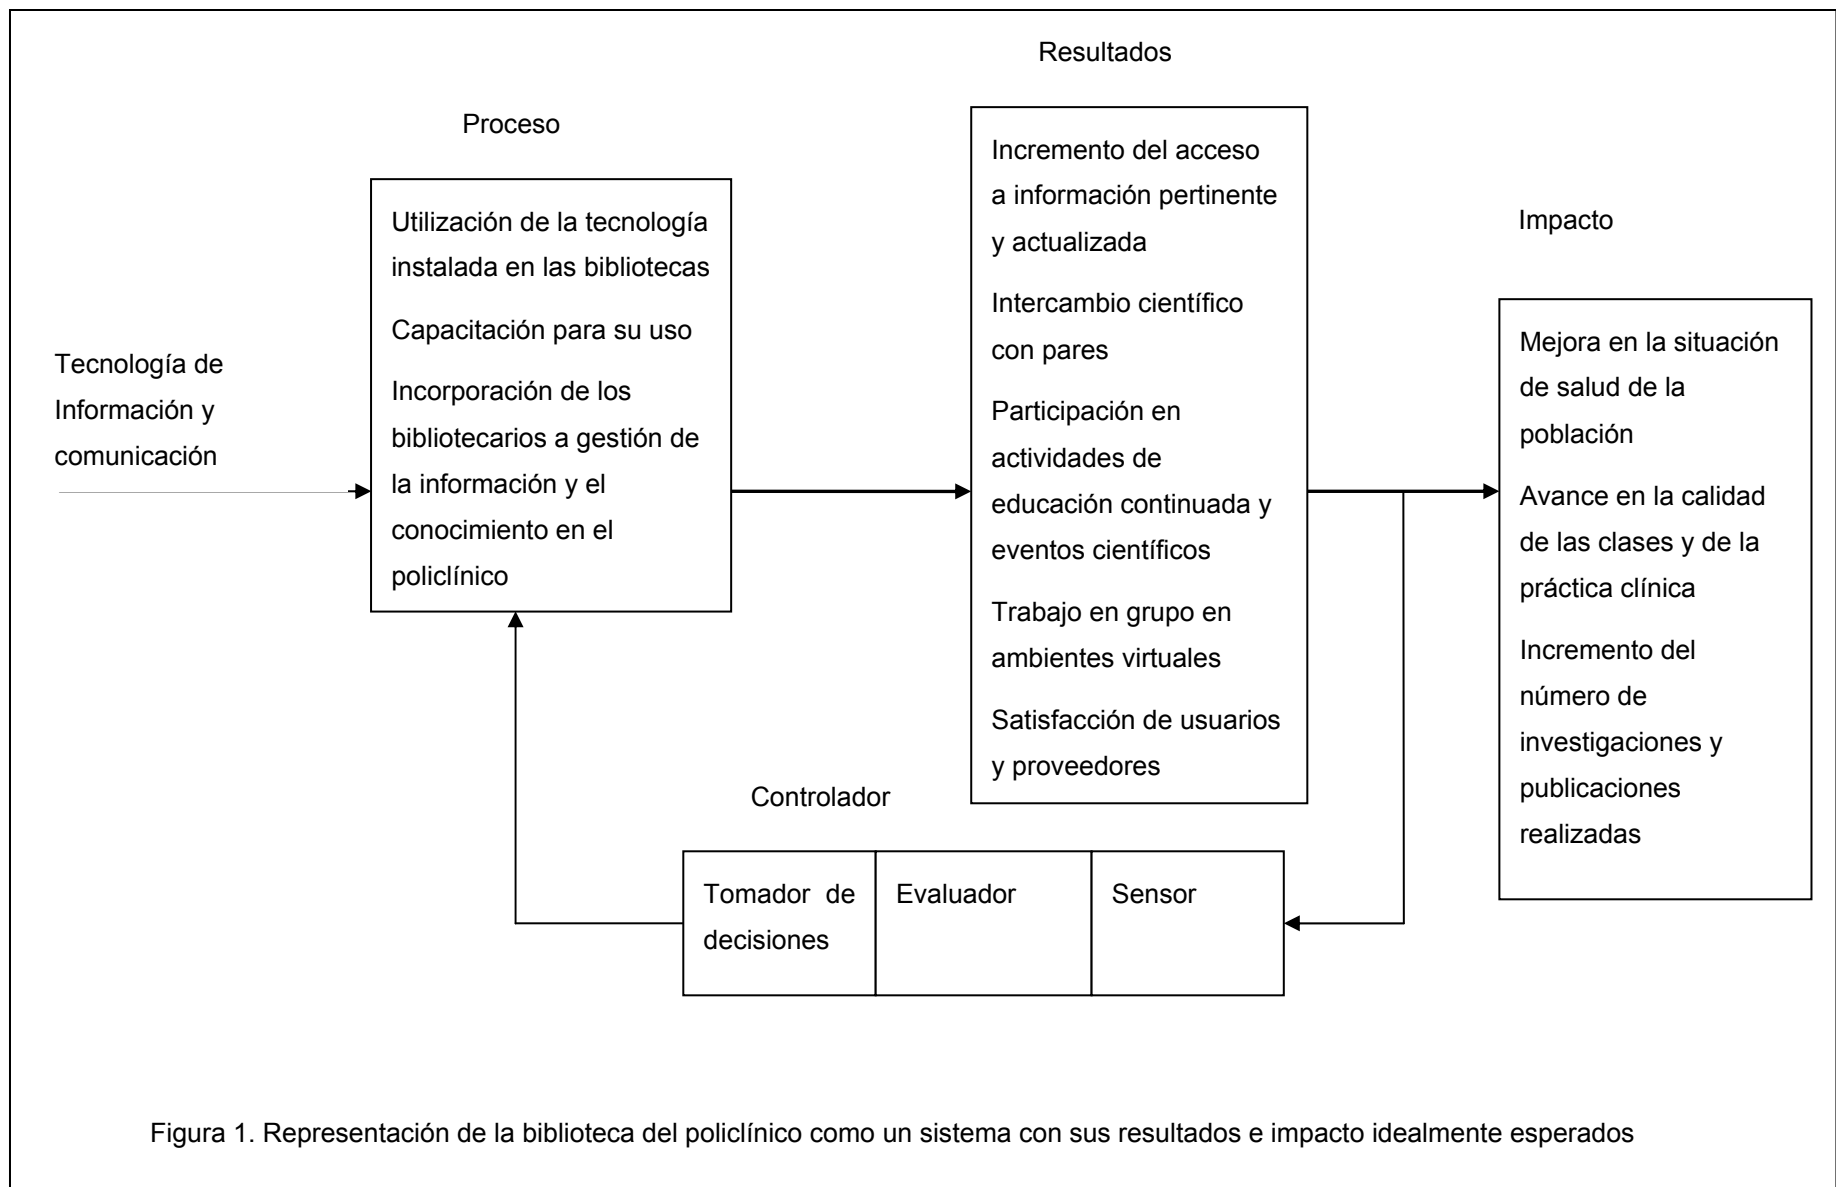 Tecnología de
Información y
comunicación
Proceso
Utilización de la tecnología
instalada en las bibliotecas
Capacitación para su uso
Incorporación de los
bibliotecarios a gestión de
la información y el
conocimiento en el
policlínico
Resultados
Incremento del acceso
a información pertinente
y actualizada
Intercambio científico
con pares
Participación en
actividades de
educación continuada y
eventos científicos
Trabajo en grupo en
ambientes virtuales
Satisfacción de usuarios
y proveedores
Impacto
Mejora en la situación
de salud de la
población
Avance en la calidad
de las clases y de la
práctica clínica
Incremento del
número de
investigaciones y
publicaciones
realizadas
Controlador
Tomador de
decisiones
Evaluador
Sensor
Figura 1. Representación de la biblioteca del policlínico como un sistema con sus resultados e impacto idealmente esperados